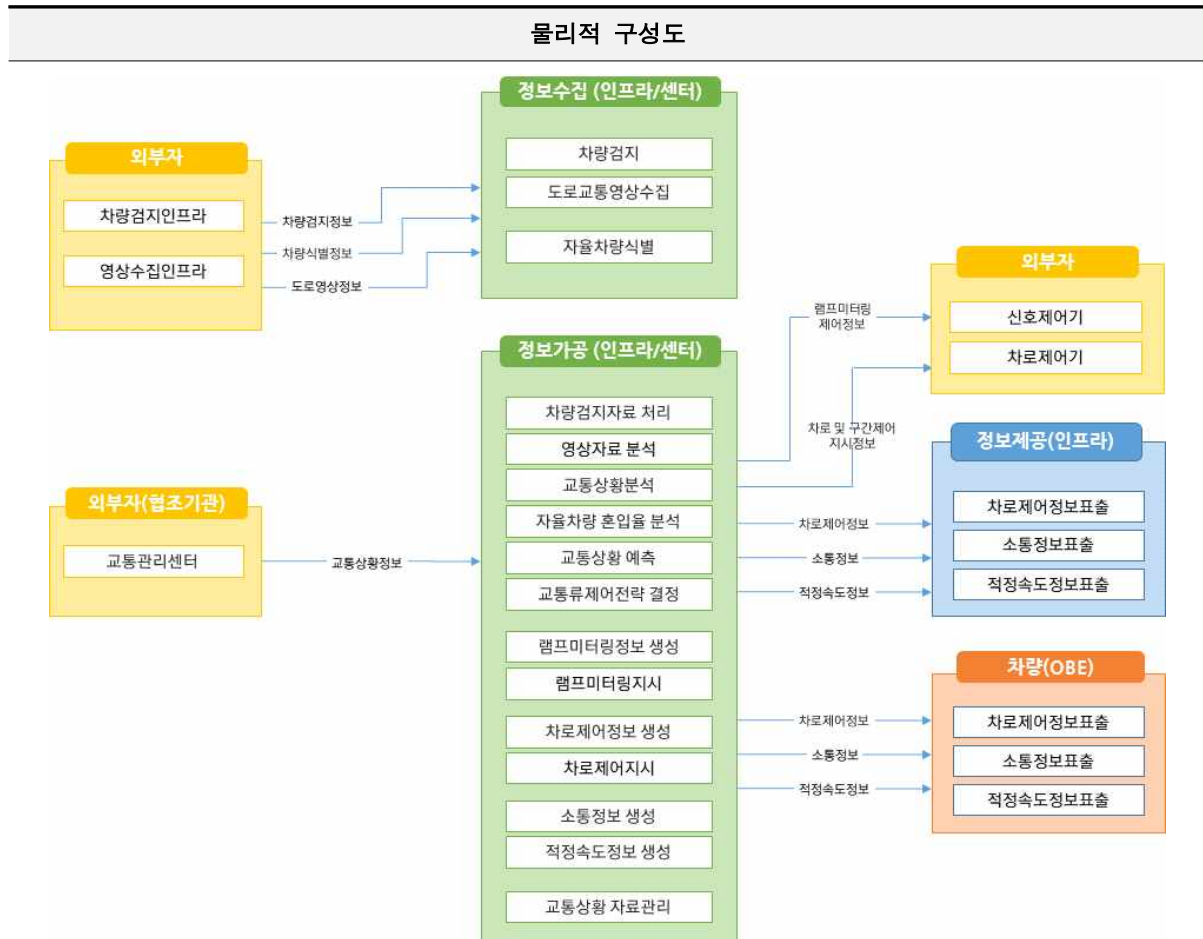 물리적 구성도
외부자
차량검지인프라
영상수집인프라
차량검지정보
차량식별정보
도로영상정보
정보수집 (인프라/센터)
차량검지
도로교통영상수집
자율차량식별
외부자(협조기관)
교통관리센터
교통상황정보
정보가공 (인프라/센터)
차량검지자료 처리
영상자료 분석
교통상황분석
자율차량 혼입율 분석
교통상황 예측
교통류제어전략 결정
램프미터링정보 생성
램프미터링지시
차로제어정보 생성
차로제어지시
소통정보 생성
적정속도정보 생성
교통상황 자료관리
램프미터링
제어정보
차로 및 구간제어
지시정보
외부자
신호제어기
차로제어기
차로제어정보
소통정보
적정속도정보
정보제공(인프라)
차로제어정보표출
소통정보표출
적정속도정보표출
차로제어정보
소통정보
적정속도정보
차량(OBE)
차로제어정보표출
소통정보표출
적정속도정보표출